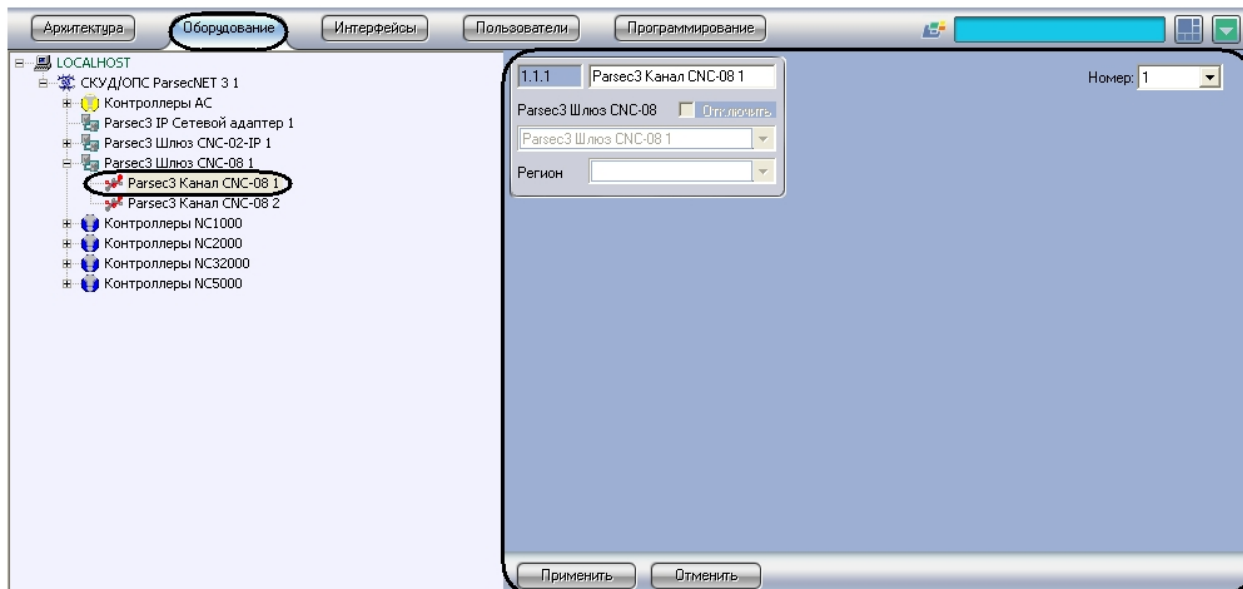 Архитектура Оборудование Интерфейсы Пользователи Программирование
LOCALHOST
СКУД/ОПС ParsecNET 3 1
Контроллеры AC
Parsec3 IP Сетевой адаптер 1
Parsec3 Шлюз CNC-02-IP 1
Parsec3 Шлюз CNC-08 1
Parsec3 Канал CNC-08 1
Parsec3 Канал CNC-08 2
Контроллеры NC1000
Контроллеры NC2000
Контроллеры NC32000
Контроллеры NC5000
1.1.1 Parsec3 Канал CNC-08 1
Номер: 1
Parsec3 Шлюз CNC-08 Отключить
Parsec3 Шлюз CNC-08 1
Регион
Применить Отменить